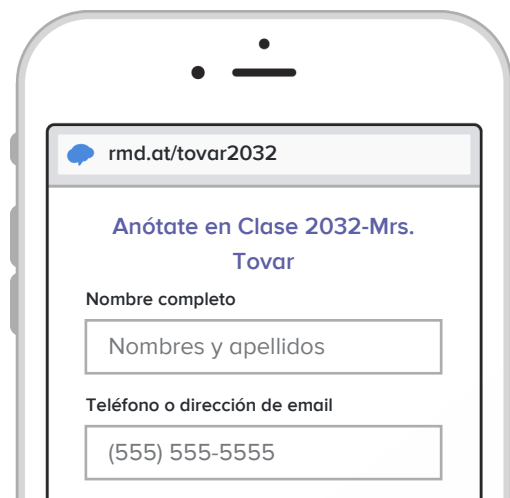 rmd.at/tovar2032
Anótate en Clase 2032-Mrs.
Tovar
Nombre completo
Nombres y apellidos
Teléfono o dirección de email
(555) 555-5555